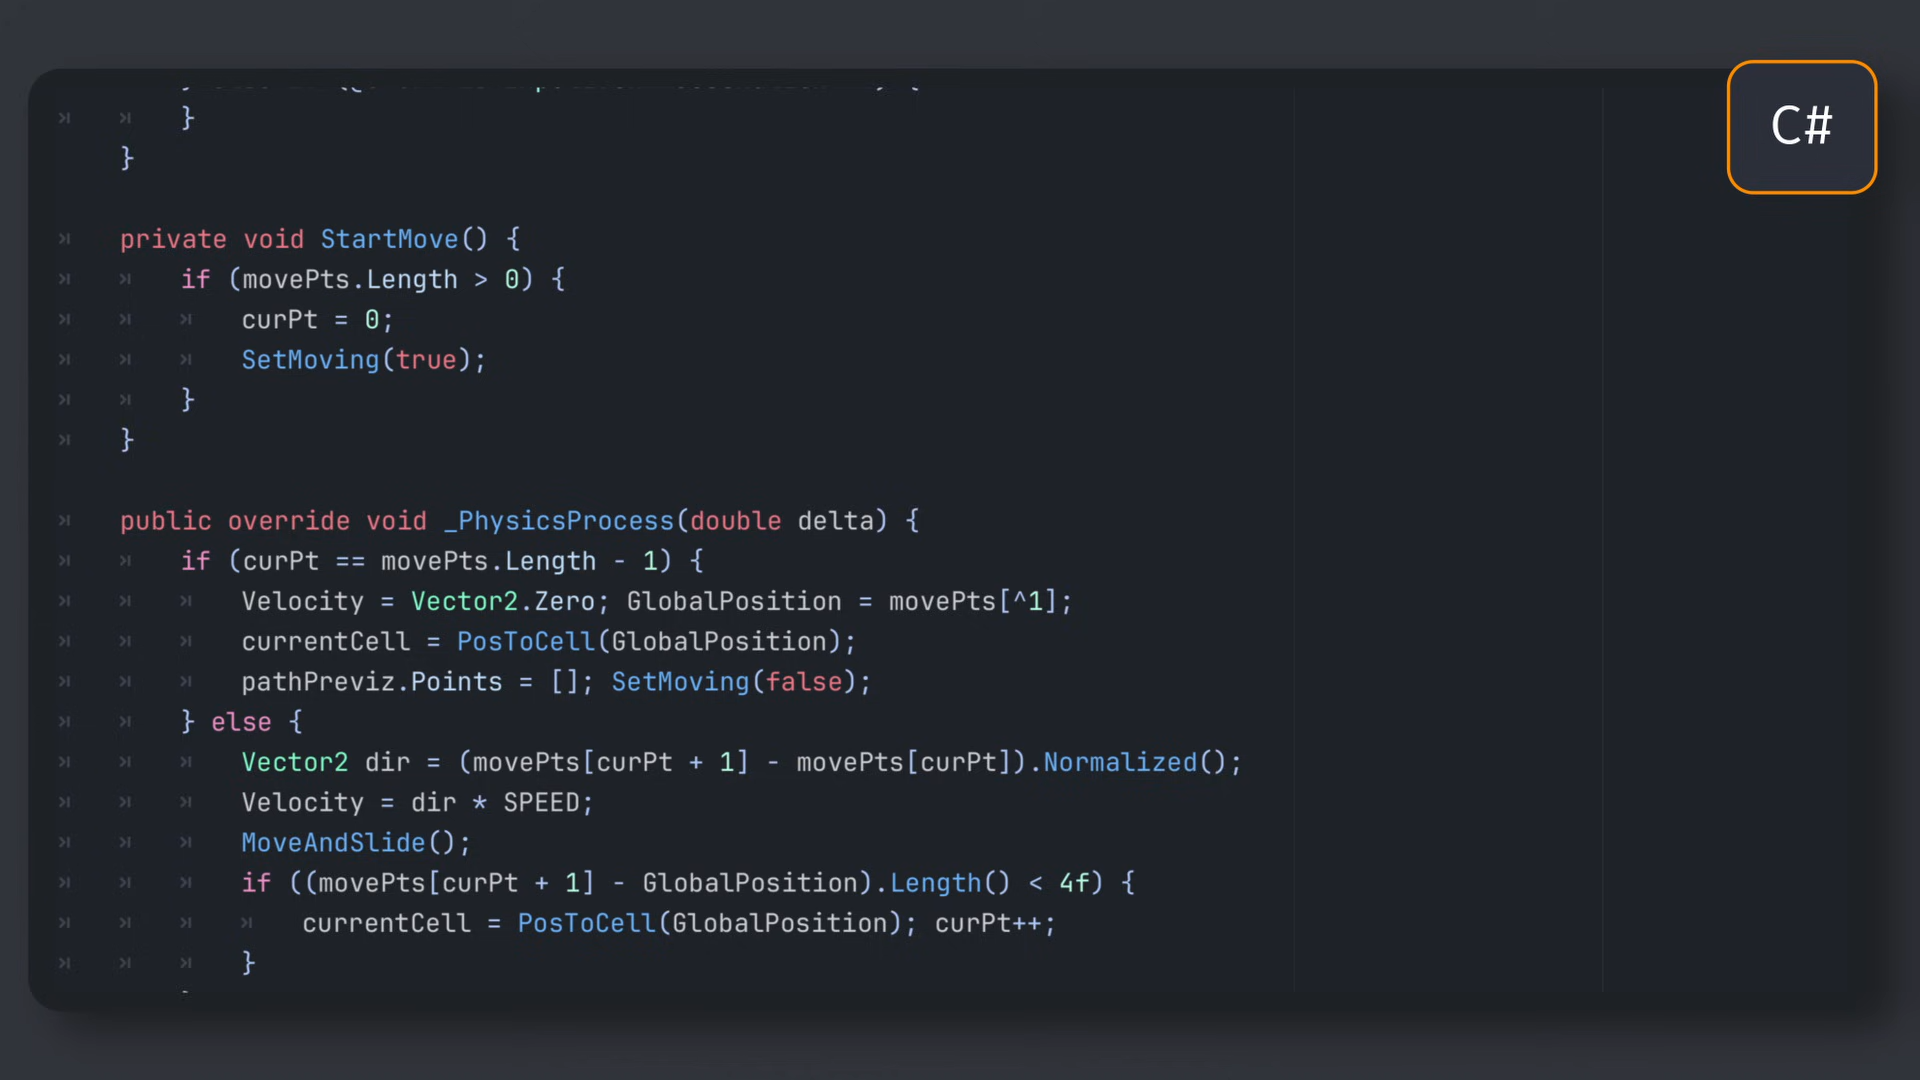 C#
}
}
private void StartMove() {
if (movePts.Length > 0) {
curPt = 0;
SetMoving(true);
}
}
public override void _PhysicsProcess(double delta) {
if (curPt == movePts.Length - 1) {
Velocity = Vector2.Zero; GlobalPosition = movePts[^1];
currentCell = PosToCell(GlobalPosition);
pathPreviz.Points = []; SetMoving(false);
} else {
Vector2 dir = (movePts[curPt + 1] - movePts[curPt]).Normalized();
Velocity = dir * SPEED;
MoveAndSlide();
if ((movePts[curPt + 1] - GlobalPosition).Length() < 4f) {
currentCell = PosToCell(GlobalPosition); curPt++;
}